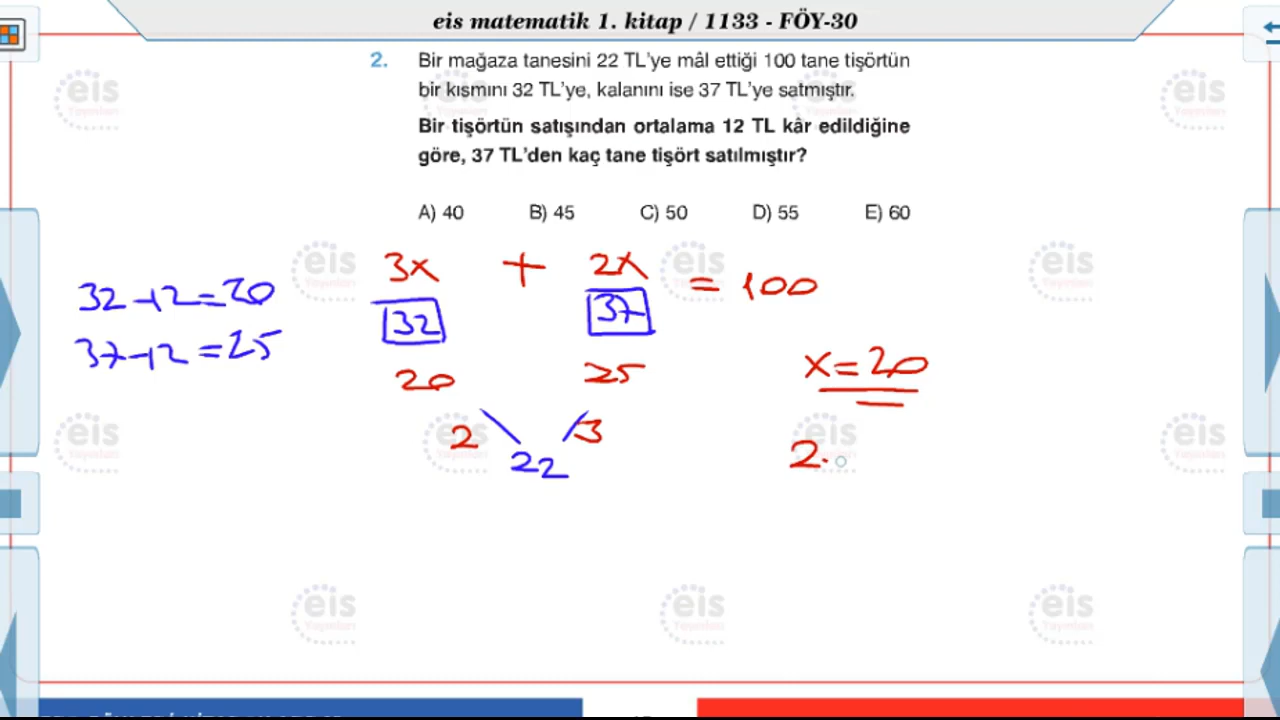 eis matematik 1. kitap / 1133 - FÖY-30
2. Bir mağaza tanesini 22 TL'ye mâl ettiği 100 tane tişörtün
bir kısmını 32 TL'ye, kalanını ise 37 TL'ye satmıştır.
Bir tişörtün satışından ortalama 12 TL kâr edildiğine
göre, 37 TL'den kaç tane tişört satılmıştır?
A) 40 B) 45 C) 50 D) 55 E) 60
3x + 2x = 100
32 37
32-12=20
37-12=25
20 25
x=20
2 3
22
2.
eis Yayınları